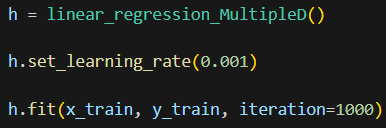 h = linear_regression_MultipleD()
h.set_learning_rate(0.001)
h.fit(x_train, y_train, iteration=1000)